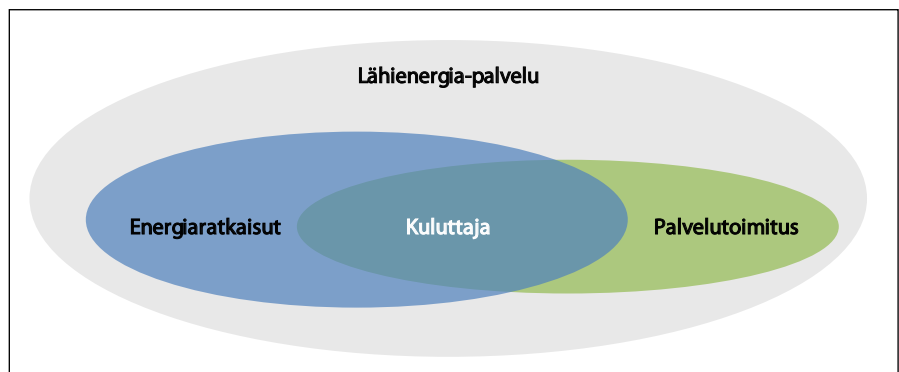 Lähienergia-palvelu
Energiaratkaisut
Kuluttaja
Palvelutoimitus